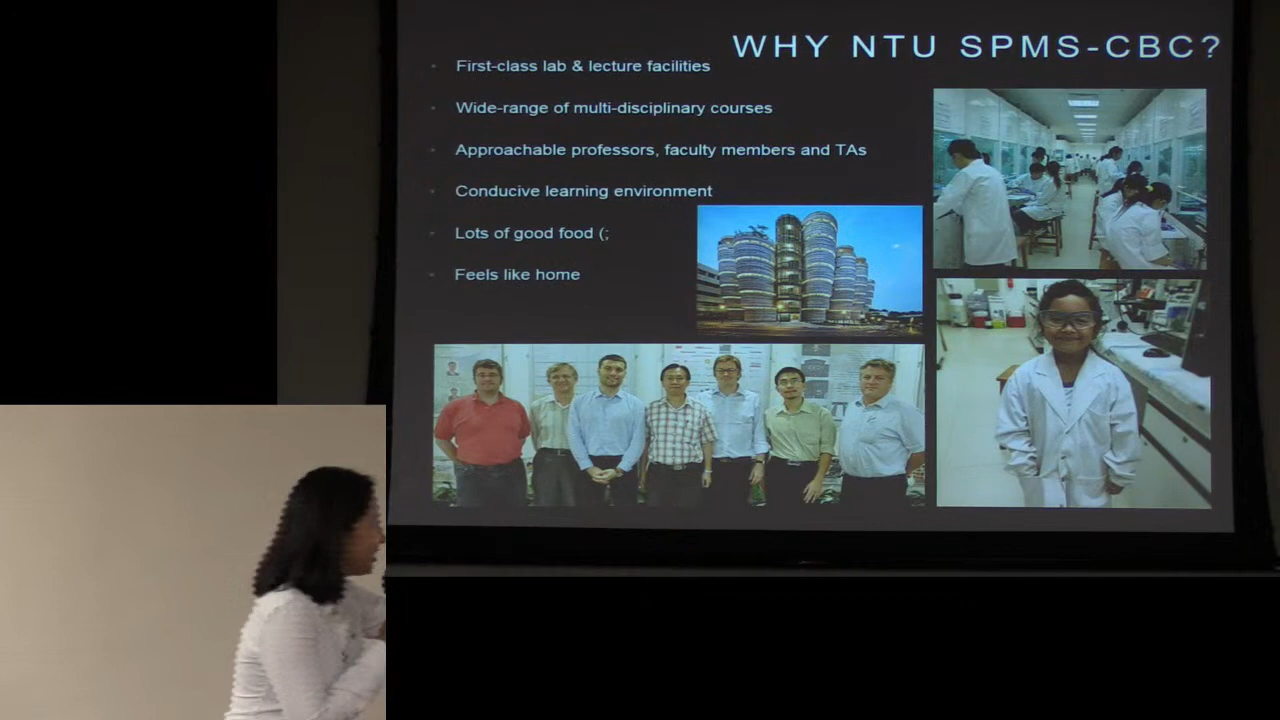 WHY NTU SPMS-CBC?
• First-class lab & lecture facilities
• Wide-range of multi-disciplinary courses
• Approachable professors, faculty members and TAs
• Conducive learning environment
• Lots of good food (;
• Feels like home